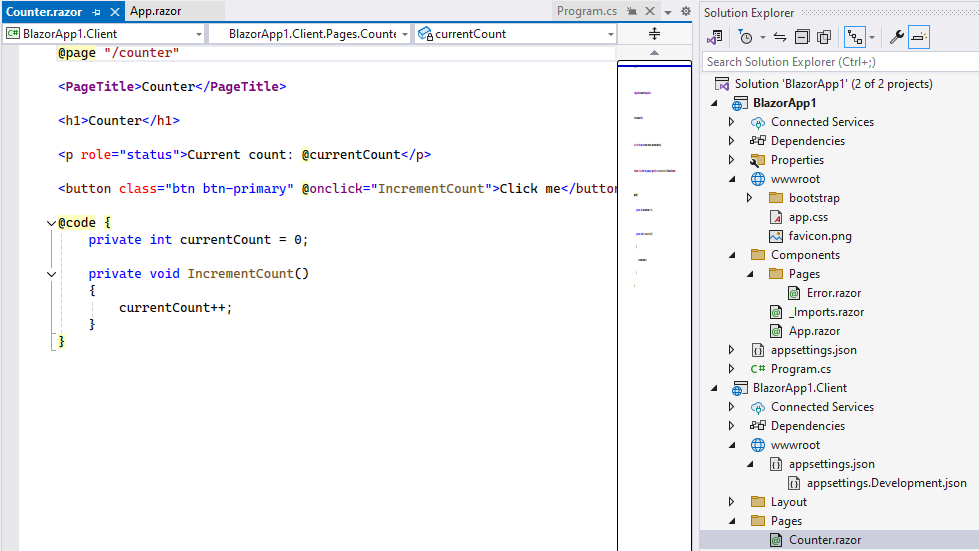 Counter.razor
App.razor
Program.cs
BlazorApp1.Client
BlazorApp1.Client.Pages.Counte
currentCount
@page "/counter"
<PageTitle>Counter</PageTitle>
<h1>Counter</h1>
<p role="status">Current count: @currentCount</p>
<button class="btn btn-primary" @onclick="IncrementCount">Click me</button
@code {
private int currentCount = 0;
private void IncrementCount()
{
currentCount++;
}
}
Solution Explorer
Search Solution Explorer (Ctrl+;)
Solution 'BlazorApp1' (2 of 2 projects)
BlazorApp1
Connected Services
Dependencies
Properties
wwwroot
bootstrap
app.css
favicon.png
Components
Pages
Error.razor
_Imports.razor
App.razor
appsettings.json
C# Program.cs
BlazorApp1.Client
Connected Services
Dependencies
wwwroot
appsettings.json
appsettings.Development.json
Layout
Pages
Counter.razor